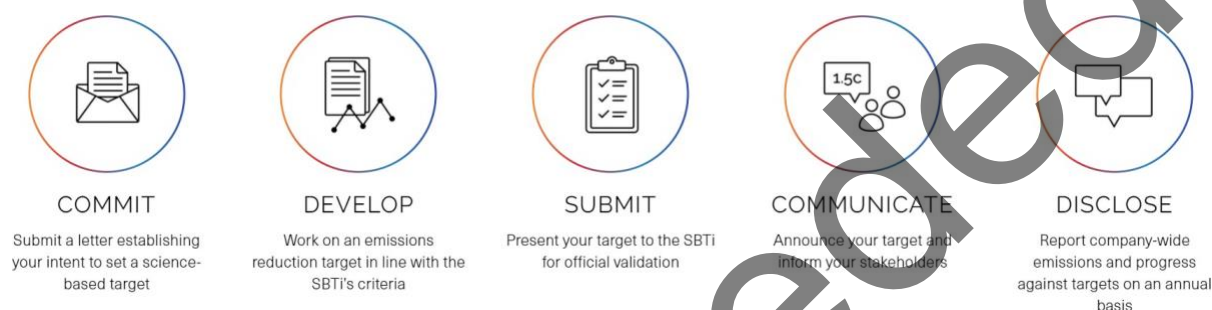 1.5c
COMMIT
Submit a letter establishing
your intent to set a science-
based target
DEVELOP
Work on an emissions
reduction target in line with the
SBTi's criteria
SUBMIT
Present your target to the SBTi
for official validation
COMMUNICATE
Announce your target and
inform your stakeholders
DISCLOSE
Report company-wide
emissions and progress
against targets on an annual
basis
ede